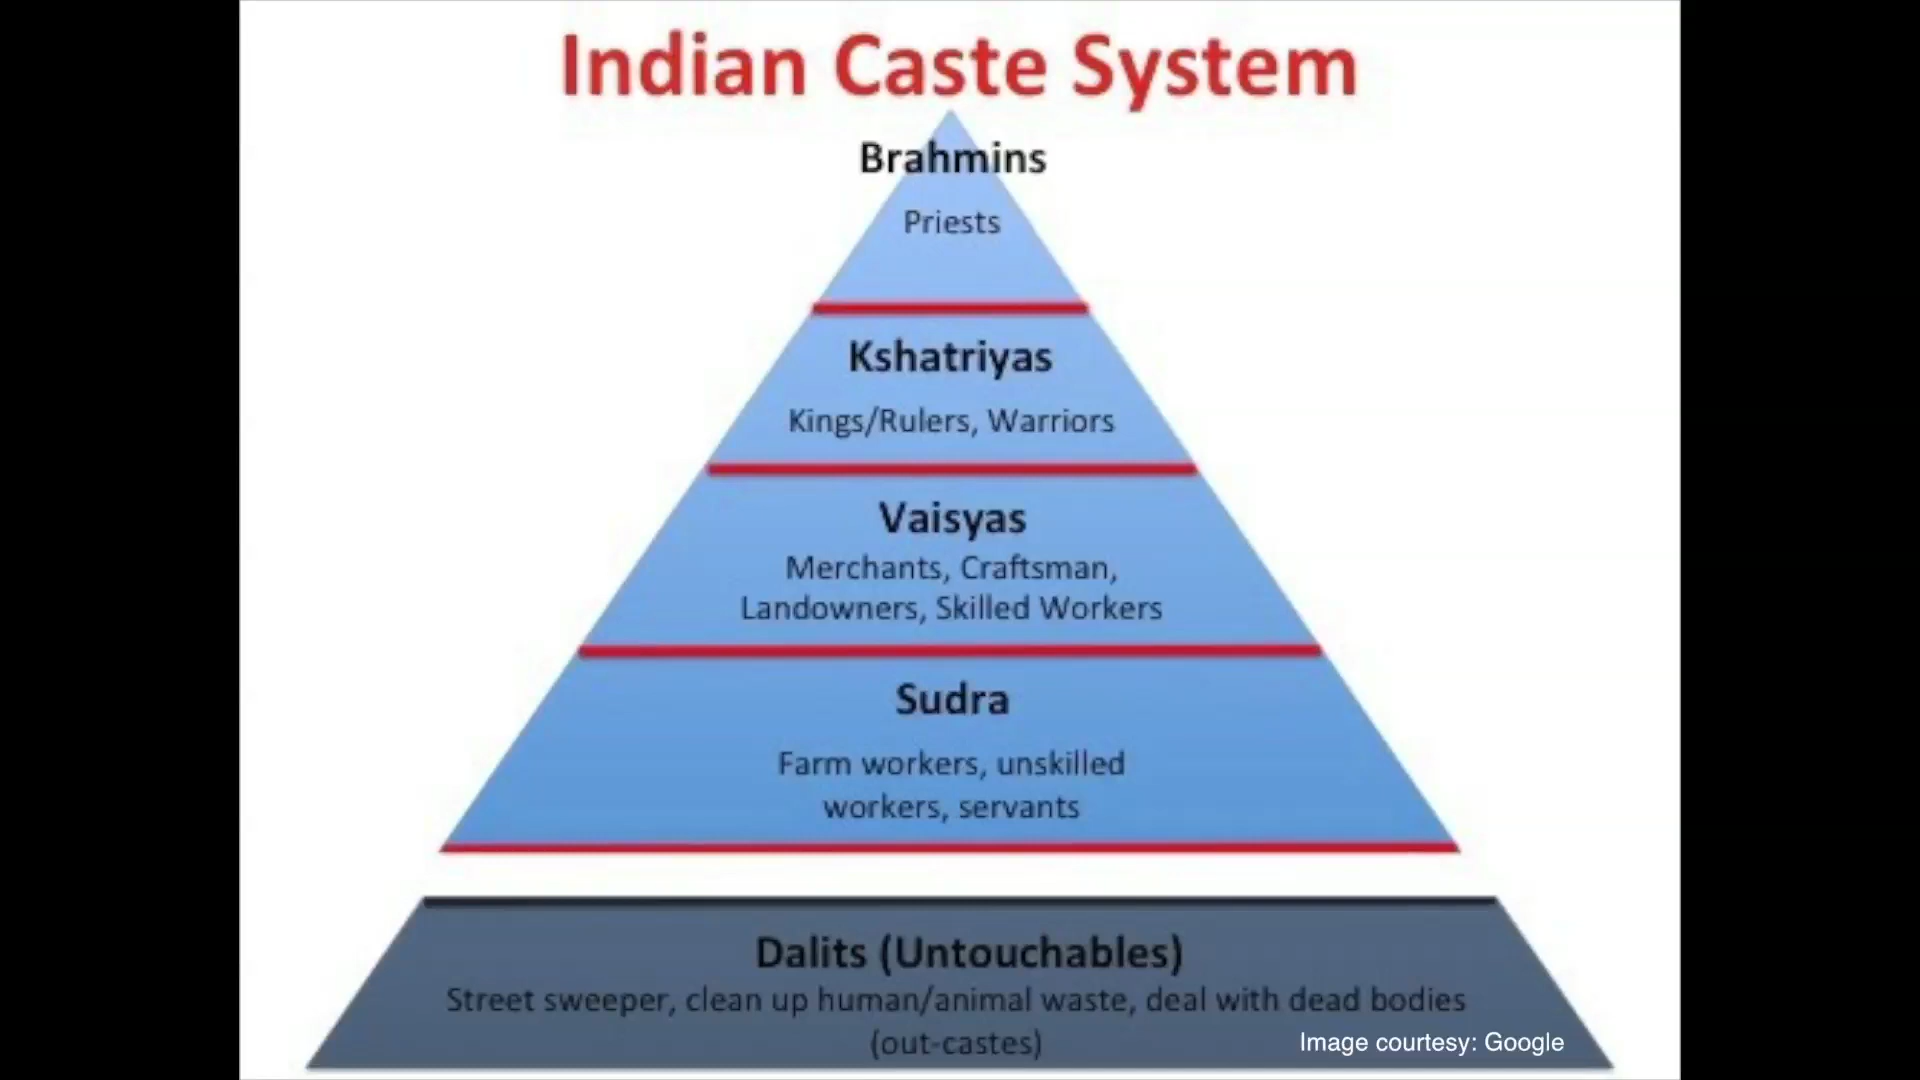 Indian Caste System
Brahmins
Priests
Kshatriyas
Kings/Rulers, Warriors
Vaisyas
Merchants, Craftsman,
Landowners, Skilled Workers
Sudra
Farm workers, unskilled
workers, servants
Dalits (Untouchables)
Street sweeper, clean up human/animal waste, deal with dead bodies
(out-castes)
Image courtesy: Google